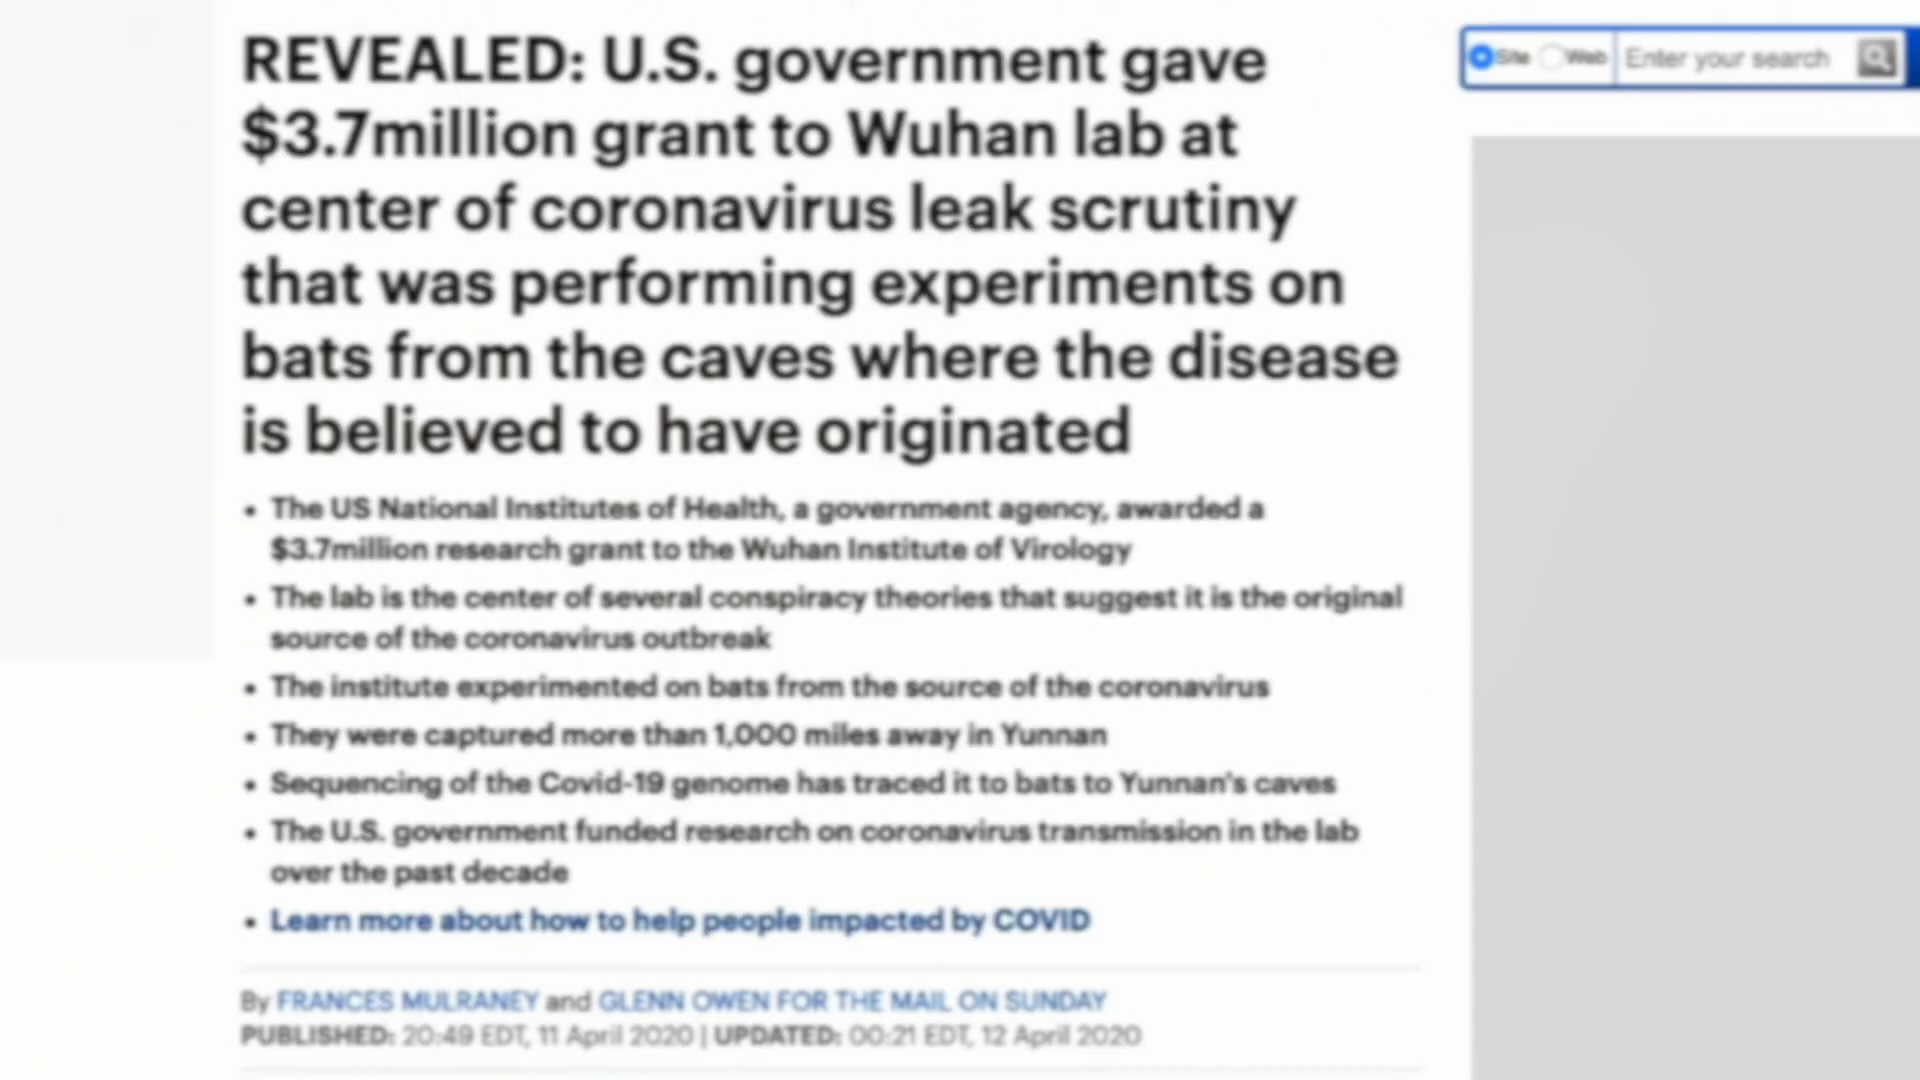 REVEALED: U.S. government gave
$3.7million grant to Wuhan lab at
center of coronavirus leak scrutiny
that was performing experiments on
bats from the caves where the disease
is believed to have originated
Site Web Enter your search
• The US National Institutes of Health, a government agency, awarded a
$3.7million research grant to the Wuhan Institute of Virology
• The lab is the center of several conspiracy theories that suggest it is the original
source of the coronavirus outbreak
• The institute experimented on bats from the source of the coronavirus
• They were captured more than 1,000 miles away in Yunnan
• Sequencing of the Covid-19 genome has traced it to bats to Yunnan's caves
• The U.S. government funded research on coronavirus transmission in the lab
over the past decade
• Learn more about how to help people impacted by COVID
By FRANCES MULRANEY and GLENN OWEN FOR THE MAIL ON SUNDAY
PUBLISHED: 20:49 EDT, 11 April 2020 | UPDATED: 00:21 EDT, 12 April 2020